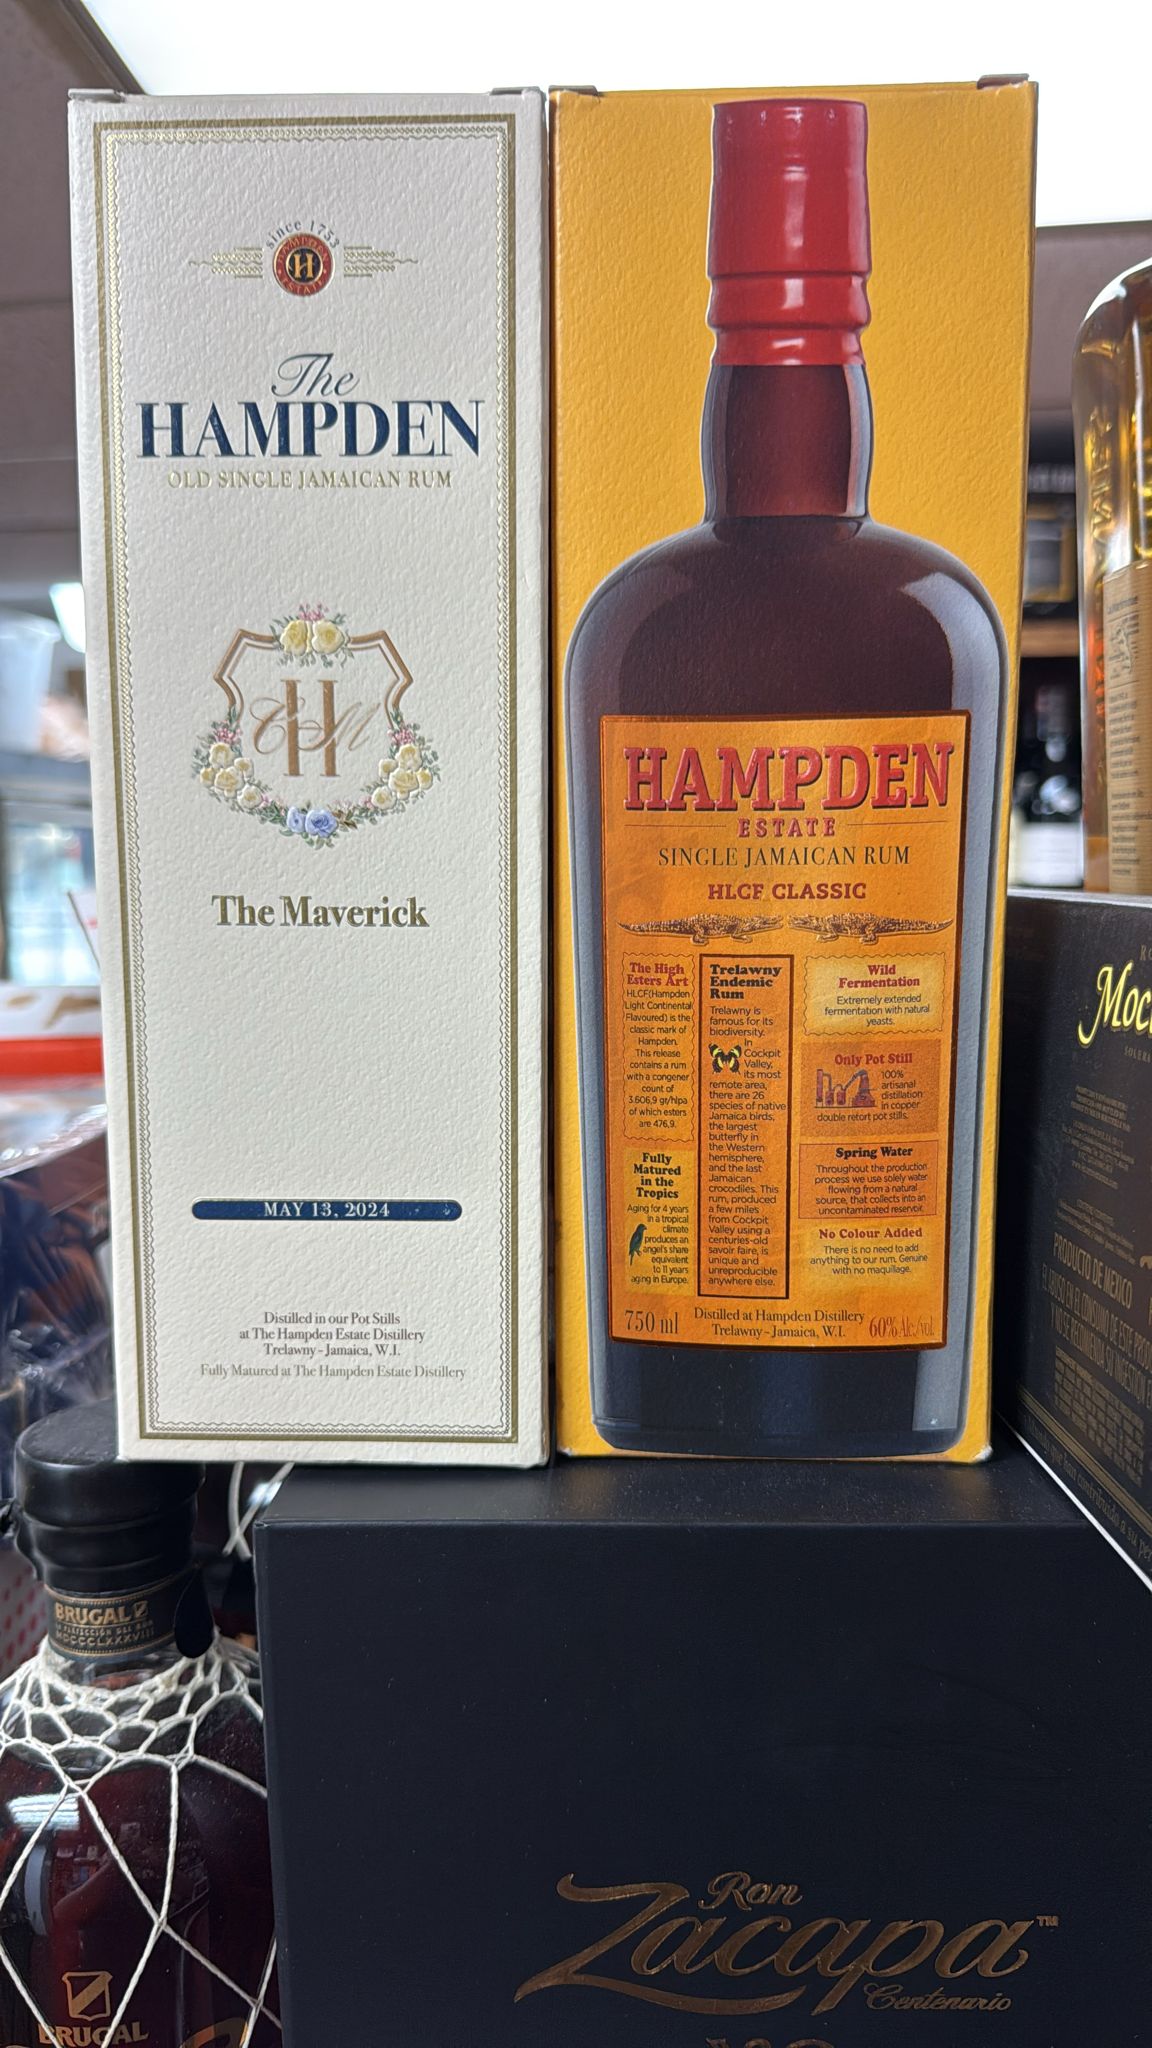 since 1753
HAMPDEN
H
ESTATE
The
HAMPDEN
OLD SINGLE JAMAICAN RUM
H
The Maverick
MAY 13, 2024
Distilled in our Pot Stills
at The Hampden Estate Distillery
Trelawny - Jamaica, W.I.
Fully Matured at The Hampden Estate Distillery
HAMPDEN
ESTATE
SINGLE JAMAICAN RUM
HLCF CLASSIC
The High
Esters Art
HLCF(Hampden
Light Continental
Flavoured) is the
classic mark of
Hampden.
This release
contains a rum
with a congener
count of
3.606,9 gr/hlpa
of which esters
are 476,9.
Fully
Matured
in the
Tropics
Aging for 4 years
in a tropical
climate
produces an
angel's share
equivalent
to 11 years
aging in Europe.
Trelawny
Endemic
Rum
Trelawny is
famous for its
biodiversity.
In
Cockpit
Valley,
its most
remote area,
there are 26
species of native
Jamaica birds,
the largest
butterfly in
the Western
hemisphere,
and the last
Jamaican
crocodiles. This
rum, produced
a few miles
from Cockpit
Valley using a
centuries-old
savoir faire, is
unique and
unreproducible
anywhere else.
Wild
Fermentation
Extremely extended
fermentation with natural
yeasts.
Only Pot Still
100%
artisanal
distillation
in copper
double retort pot stills.
Spring Water
Throughout the production
process we use solely water
flowing from a natural
source, that collects into an
uncontaminated reservoir.
No Colour Added
There is no need to add
anything to our rum. Genuine
with no maquillage.
750 ml
Distilled at Hampden Distillery
Trelawny - Jamaica, W.I.
60% Alc./vol.
PRODUCTO DE MEXICO
BRUGAL
BRUGAL
Ron
Zacapa™
Centenario